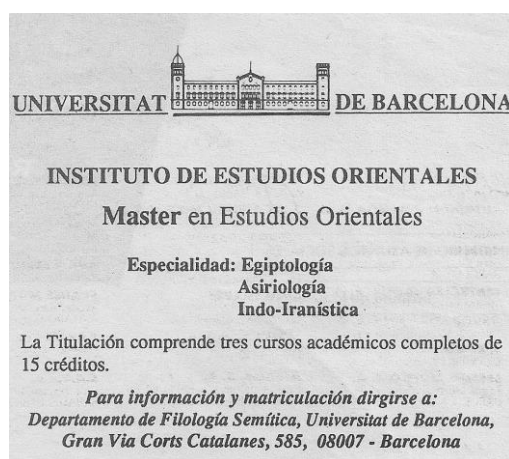 UNIVERSITAT DE BARCELONA
INSTITUTO DE ESTUDIOS ORIENTALES
Master en Estudios Orientales
Especialidad: Egiptología
Asiriología
Indo-Iranística
La Titulación comprende tres cursos académicos completos de
15 créditos.
Para información y matriculación dirgirse a:
Departamento de Filología Semítica, Universitat de Barcelona,
Gran Via Corts Catalanes, 585, 08007 - Barcelona